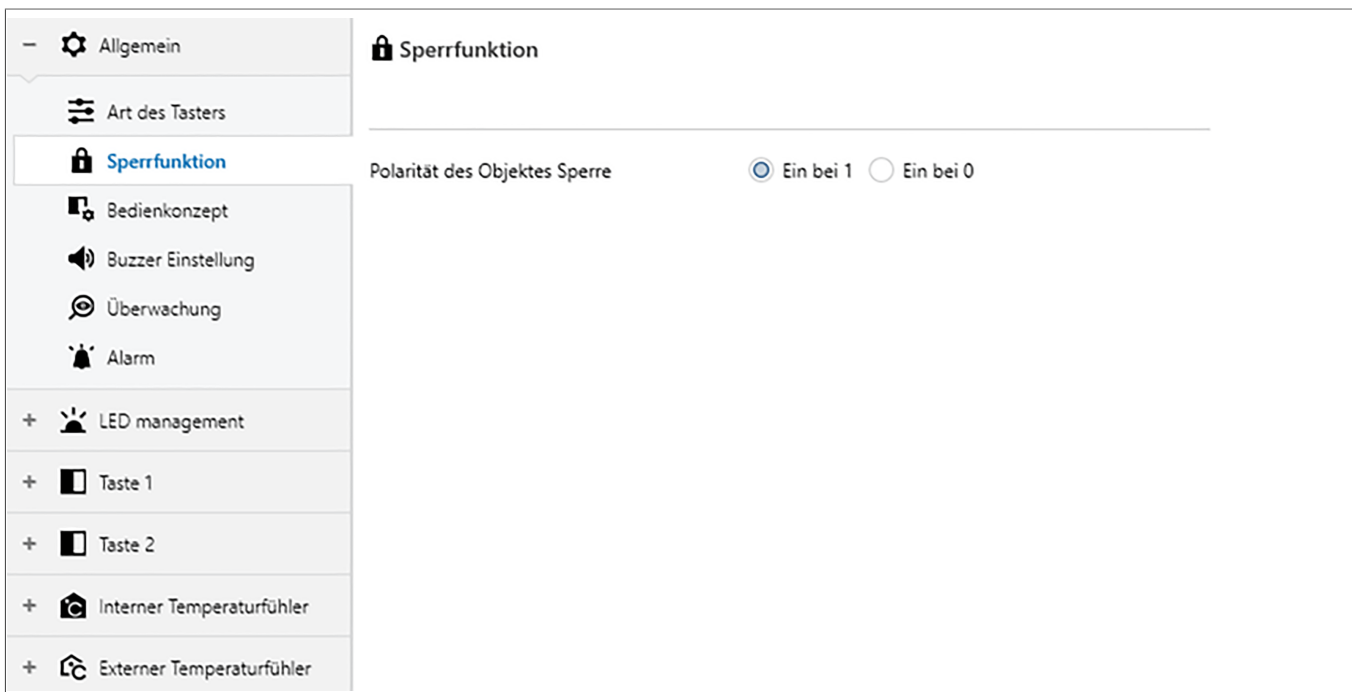 Allgemein
Art des Tasters
Sperrfunktion
Bedienkonzept
Buzzer Einstellung
Überwachung
Alarm
LED management
Taste 1
Taste 2
Interner Temperaturfühler
Externer Temperaturfühler
Sperrfunktion
Polarität des Objektes Sperre Ein bei 1 Ein bei 0